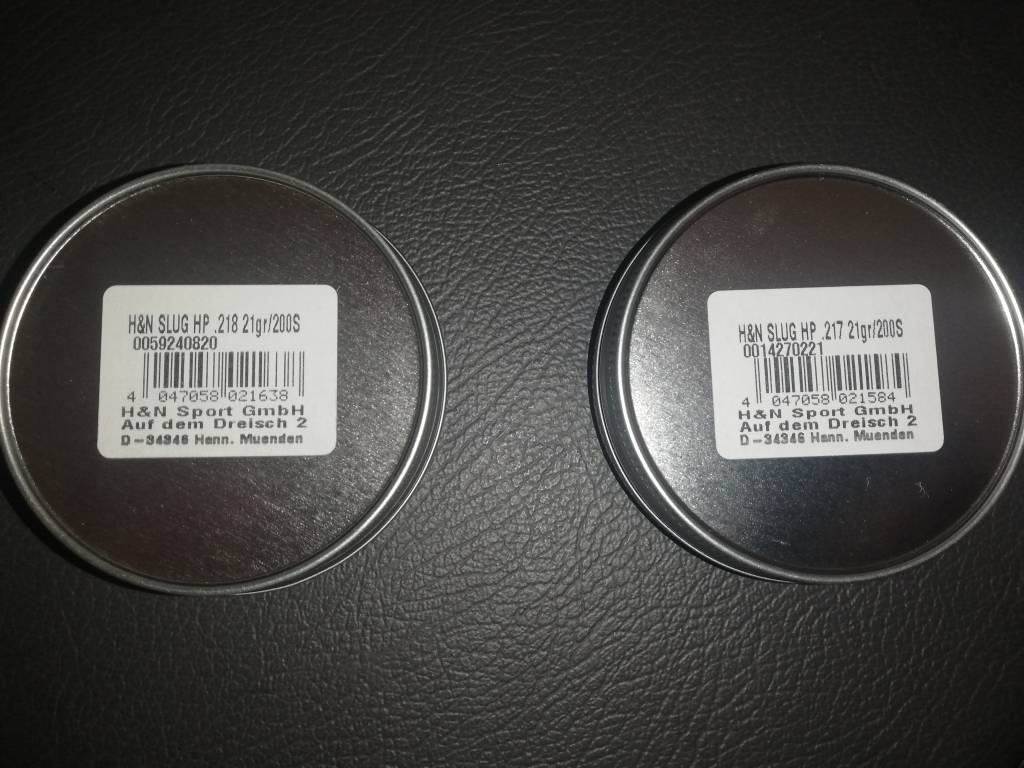 H&N SLUG HP .218 21gr/200S
0059240820
4 047058 021638
H&N Sport GmbH
Auf dem Dreisch 2
D-34346 Hann. Muenden
H&N SLUG HP .217 21gr/200S
0014270221
4 047058 021584
H&N Sport GmbH
Auf dem Dreisch 2
D-34346 Hann. Muenden